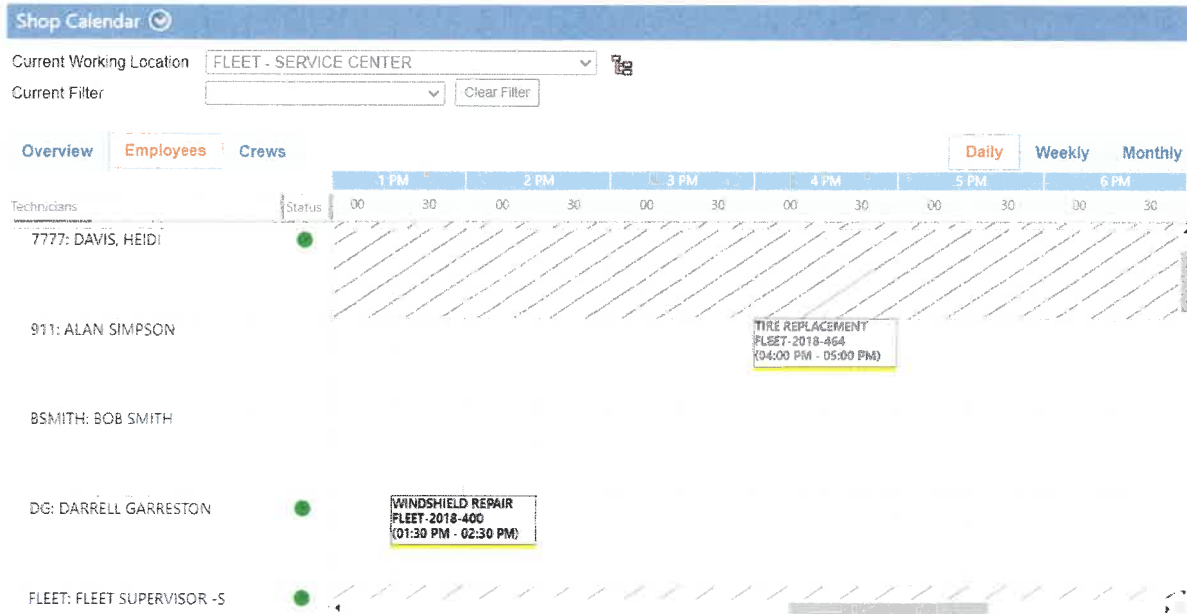 Shop Calendar
Current Working Location FLEET - SERVICE CENTER
Current Filter Clear Filter
Overview Employees Crews Daily Weekly Monthly
1 PM 2 PM 3 PM 4 PM 5 PM 6 PM
Technicians Status 00 30 00 30 00 30 00 30 00 30 00 30
7777: DAVIS, HEIDI
911: ALAN SIMPSON
TIRE REPLACEMENT
FLEET-2018-464
(04:00 PM - 05:00 PM)
BSMITH: BOB SMITH
DG: DARRELL GARRESTON
WINDSHIELD REPAIR
FLEET-2018-400
(01:30 PM - 02:30 PM)
FLEET: FLEET SUPERVISOR -S